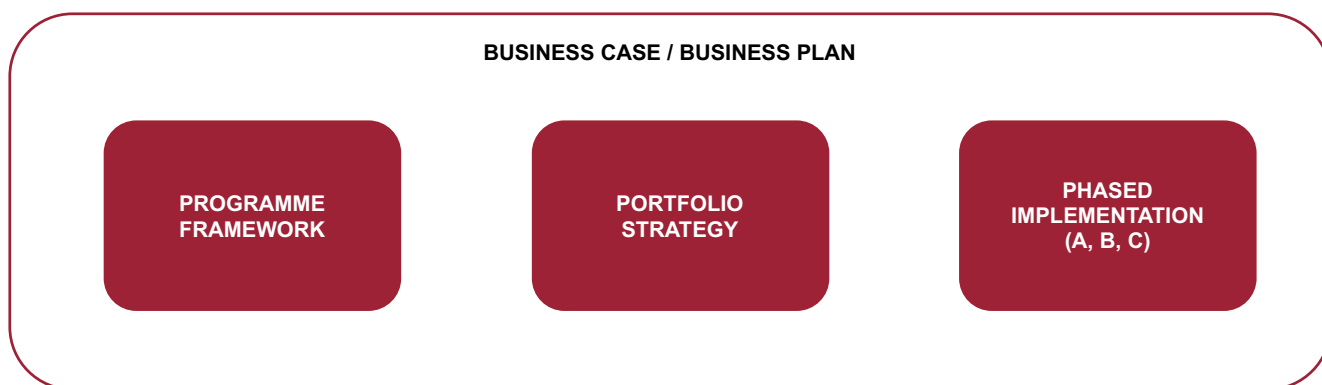 BUSINESS CASE / BUSINESS PLAN
PROGRAMME
FRAMEWORK
PORTFOLIO
STRATEGY
PHASED
IMPLEMENTATION
(A, B, C)